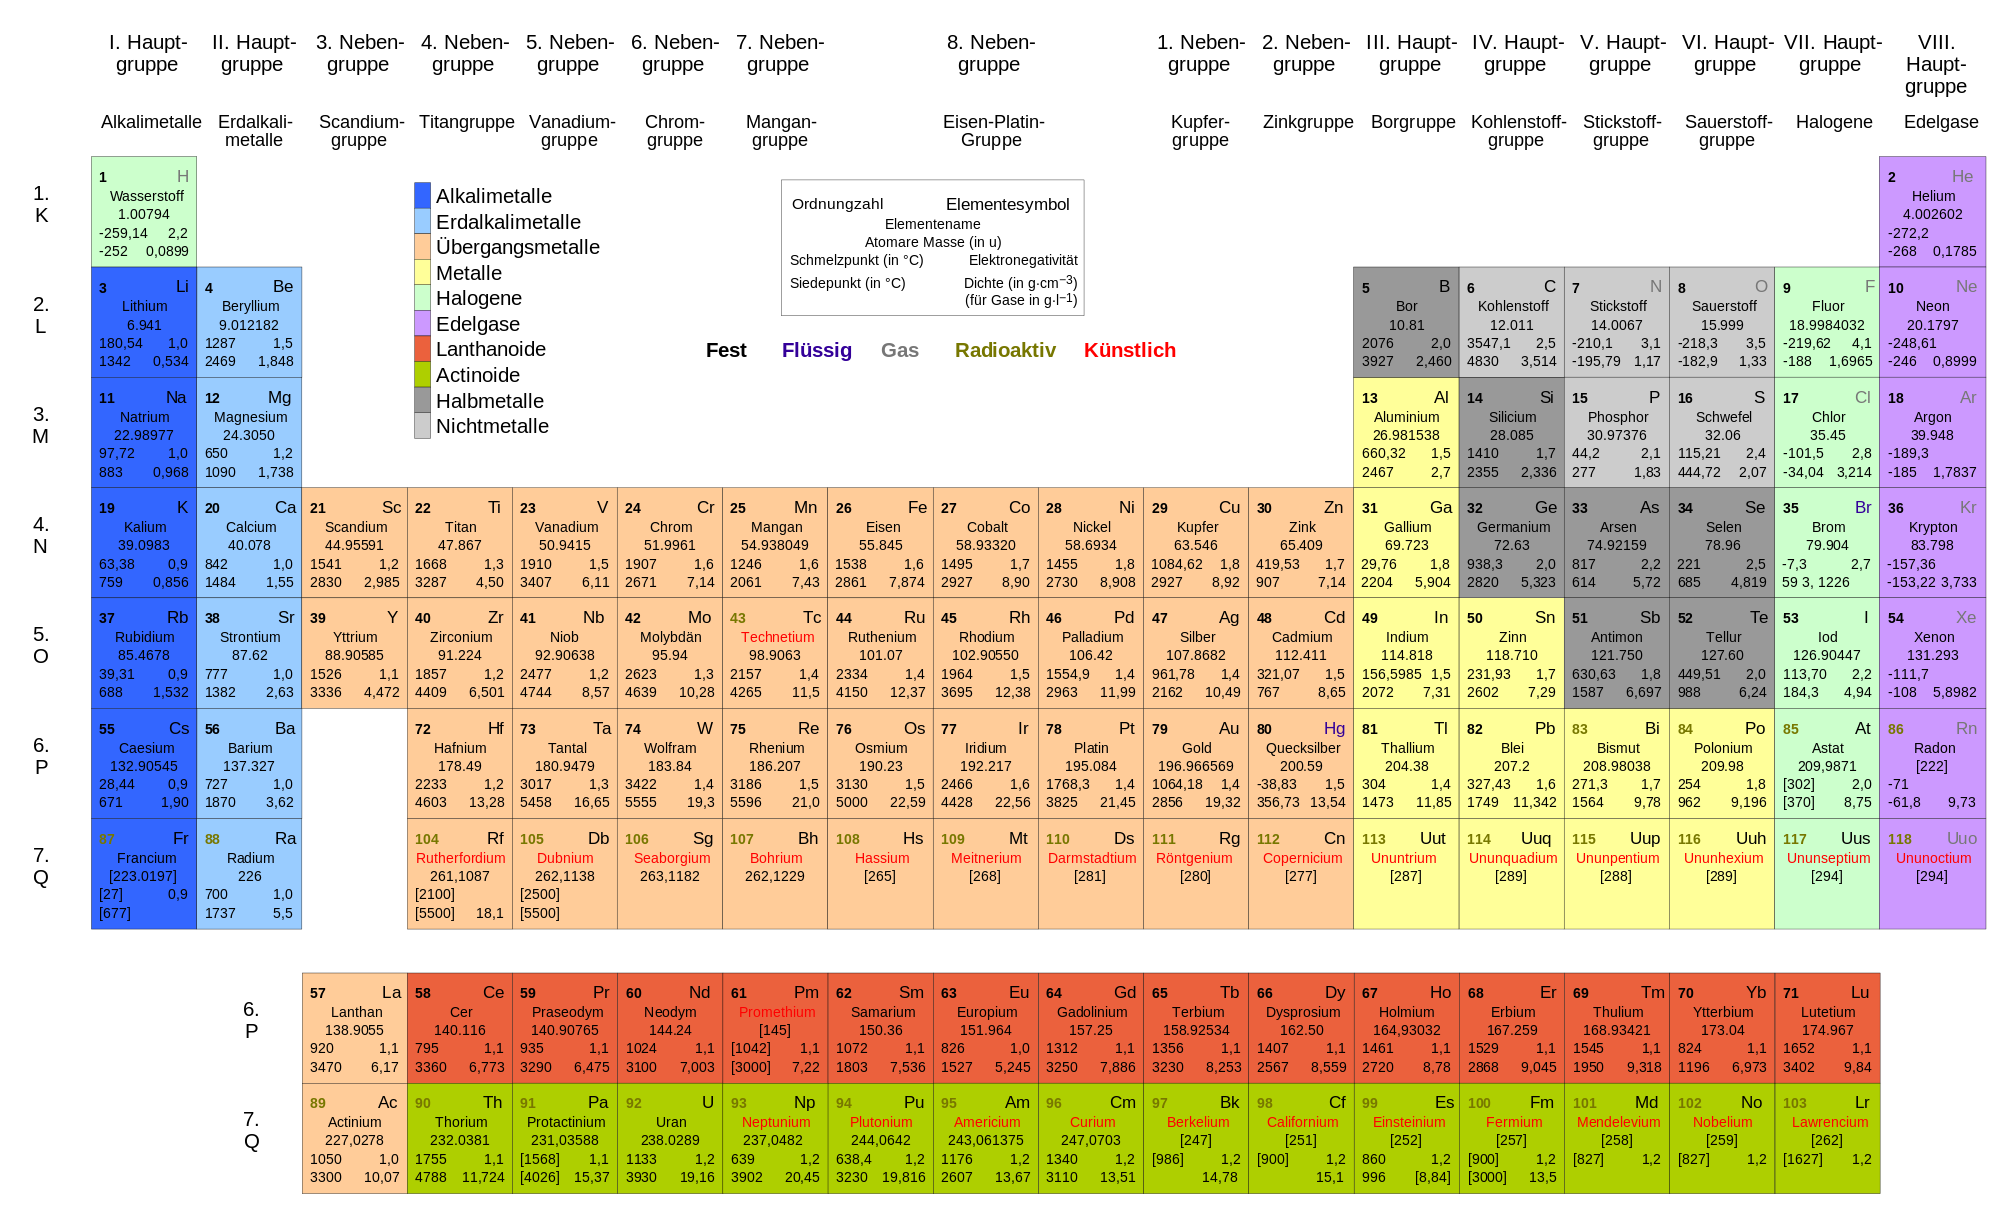 I. Haupt- II. Haupt- 3. Neben- 4. Neben- 5. Neben- 6. Neben- 7. Neben- 8. Neben- 1. Neben- 2. Neben- III. Haupt- IV. Haupt- V. Haupt- VI. Haupt- VII. Haupt- VIII.
gruppe gruppe gruppe gruppe gruppe gruppe gruppe gruppe gruppe gruppe gruppe gruppe gruppe gruppe gruppe Haupt-
gruppe
Alkalimetalle Erdalkali- Scandium- Titangruppe Vanadium- Chrom- Mangan- Eisen-Platin- Kupfer- Zinkgruppe Borgruppe Kohlenstoff- Stickstoff- Sauerstoff- Halogene Edelgase
metalle gruppe gruppe gruppe gruppe Gruppe gruppe gruppe gruppe gruppe
1.
K
1 H
Wasserstoff
1.00794
-259,14 2,2
-252 0,0899
Alkalimetalle
Erdalkalimetalle
Übergangsmetalle
Metalle
Halogene
Edelgase
Lanthanoide
Actinoide
Halbmetalle
Nichtmetalle
Ordnungzahl Elementesymbol
Elementename
Atomare Masse (in u)
Schmelzpunkt (in °C) Elektronegativität
Siedepunkt (in °C) Dichte (in g·cm−3)
(für Gase in g·l−1)
Fest Flüssig Gas Radioaktiv Künstlich
2 He
Helium
4.002602
-272,2
-268 0,1785
2.
L
3 Li 4 Be 5 B 6 C 7 N 8 O 9 F 10 Ne
Lithium Beryllium Bor Kohlenstoff Stickstoff Sauerstoff Fluor Neon
6.941 9.012182 10.81 12.011 14.0067 15.999 18.9984032 20.1797
180,54 1,0 1287 1,5 2076 2,0 3547,1 2,5 -210,1 3,1 -218,3 3,5 -219,62 4,1 -248,61
1342 0,534 2469 1,848 3927 2,460 4830 3,514 -195,79 1,17 -182,9 1,33 -188 1,6965 -246 0,8999
3.
M
11 Na 12 Mg 13 Al 14 Si 15 P 16 S 17 Cl 18 Ar
Natrium Magnesium Aluminium Silicium Phosphor Schwefel Chlor Argon
22.98977 24.3050 26.981538 28.085 30.97376 32.06 35.45 39.948
97,72 1,0 650 1,2 660,32 1,5 1410 1,7 44,2 2,1 115,21 2,4 -101,5 2,8 -189,3
883 0,968 1090 1,738 2467 2,7 2355 2,336 277 1,83 444,72 2,07 -34,04 3,214 -185 1,7837
4.
N
19 K 20 Ca 21 Sc 22 Ti 23 V 24 Cr 25 Mn 26 Fe 27 Co 28 Ni 29 Cu 30 Zn 31 Ga 32 Ge 33 As 34 Se 35 Br 36 Kr
Kalium Calcium Scandium Titan Vanadium Chrom Mangan Eisen Cobalt Nickel Kupfer Zink Gallium Germanium Arsen Selen Brom Krypton
39.0983 40.078 44.95591 47.867 50.9415 51.9961 54.938049 55.845 58.93320 58.6934 63.546 65.409 69.723 72.63 74.92159 78.96 79.904 83.798
63,38 0,9 842 1,0 1541 1,2 1668 1,3 1910 1,5 1907 1,6 1246 1,6 1538 1,6 1495 1,7 1455 1,8 1084,62 1,8 419,53 1,7 29,76 1,8 938,3 2,0 817 2,2 221 2,5 -7,3 2,7 -157,36
759 0,856 1484 1,55 2830 2,985 3287 4,50 3407 6,11 2671 7,14 2061 7,43 2861 7,874 2927 8,90 2730 8,908 2927 8,92 907 7,14 2204 5,904 2820 5,323 614 5,72 685 4,819 59 3, 1226 -153,22 3,733
5.
O
37 Rb 38 Sr 39 Y 40 Zr 41 Nb 42 Mo 43 Tc 44 Ru 45 Rh 46 Pd 47 Ag 48 Cd 49 In 50 Sn 51 Sb 52 Te 53 I 54 Xe
Rubidium Strontium Yttrium Zirconium Niob Molybdän Technetium Ruthenium Rhodium Palladium Silber Cadmium Indium Zinn Antimon Tellur Iod Xenon
85.4678 87.62 88.90585 91.224 92.90638 95.94 98.9063 101.07 102.90550 106.42 107.8682 112.411 114.818 118.710 121.750 127.60 126.90447 131.293
39,31 0,9 777 1,0 1526 1,1 1857 1,2 2477 1,2 2623 1,3 2157 1,4 2334 1,4 1964 1,5 1554,9 1,4 961,78 1,4 321,07 1,5 156,5985 1,5 231,93 1,7 630,63 1,8 449,51 2,0 113,70 2,2 -111,7
688 1,532 1382 2,63 3336 4,472 4409 6,501 4744 8,57 4639 10,28 4265 11,5 4150 12,37 3695 12,38 2963 11,99 2162 10,49 767 8,65 2072 7,31 2602 7,29 1587 6,697 988 6,24 184,3 4,94 -108 5,8982
6.
P
55 Cs 56 Ba 72 Hf 73 Ta 74 W 75 Re 76 Os 77 Ir 78 Pt 79 Au 80 Hg 81 Tl 82 Pb 83 Bi 84 Po 85 At 86 Rn
Caesium Barium Hafnium Tantal Wolfram Rhenium Osmium Iridium Platin Gold Quecksilber Thallium Blei Bismut Polonium Astat Radon
132.90545 137.327 178.49 180.9479 183.84 186.207 190.23 192.217 195.084 196.966569 200.59 204.38 207.2 208.98038 209.98 209,9871 [222]
28,44 0,9 727 1,0 2233 1,2 3017 1,3 3422 1,4 3186 1,5 3130 1,5 2466 1,6 1768,3 1,4 1064,18 1,4 -38,83 1,5 304 1,4 327,43 1,6 271,3 1,7 254 1,8 [302] 2,0 -71
671 1,90 1870 3,62 4603 13,28 5458 16,65 5555 19,3 5596 21,0 5000 22,59 4428 22,56 3825 21,45 2856 19,32 356,73 13,54 1473 11,85 1749 11,342 1564 9,78 962 9,196 [370] 8,75 -61,8 9,73
7.
Q
87 Fr 88 Ra 104 Rf 105 Db 106 Sg 107 Bh 108 Hs 109 Mt 110 Ds 111 Rg 112 Cn 113 Uut 114 Uuq 115 Uup 116 Uuh 117 Uus 118 Uuo
Francium Radium Rutherfordium Dubnium Seaborgium Bohrium Hassium Meitnerium Darmstadtium Röntgenium Copernicium Ununtrium Ununquadium Ununpentium Ununhexium Ununseptium Ununoctium
[223.0197] 226 261,1087 262,1138 263,1182 262,1229 [265] [268] [281] [280] [277] [287] [289] [288] [289] [294] [294]
[27] 0,9 700 1,0 [2100] [2500]
[677] 1737 5,5 [5500] 18,1 [5500]
6.
P
57 La 58 Ce 59 Pr 60 Nd 61 Pm 62 Sm 63 Eu 64 Gd 65 Tb 66 Dy 67 Ho 68 Er 69 Tm 70 Yb 71 Lu
Lanthan Cer Praseodym Neodym Promethium Samarium Europium Gadolinium Terbium Dysprosium Holmium Erbium Thulium Ytterbium Lutetium
138.9055 140.116 140.90765 144.24 [145] 150.36 151.964 157.25 158.92534 162.50 164,93032 167.259 168.93421 173.04 174.967
920 1,1 795 1,1 935 1,1 1024 1,1 [1042] 1,1 1072 1,1 826 1,0 1312 1,1 1356 1,1 1407 1,1 1461 1,1 1529 1,1 1545 1,1 824 1,1 1652 1,1
3470 6,17 3360 6,773 3290 6,475 3100 7,003 [3000] 7,22 1803 7,536 1527 5,245 3250 7,886 3230 8,253 2567 8,559 2720 8,78 2868 9,045 1950 9,318 1196 6,973 3402 9,84
7.
Q
89 Ac 90 Th 91 Pa 92 U 93 Np 94 Pu 95 Am 96 Cm 97 Bk 98 Cf 99 Es 100 Fm 101 Md 102 No 103 Lr
Actinium Thorium Protactinium Uran Neptunium Plutonium Americium Curium Berkelium Californium Einsteinium Fermium Mendelevium Nobelium Lawrencium
227,0278 232.0381 231,03588 238.0289 237,0482 244,0642 243,061375 247,0703 [247] [251] [252] [257] [258] [259] [262]
1050 1,0 1755 1,1 [1568] 1,1 1133 1,2 639 1,2 638,4 1,2 1176 1,2 1340 1,2 [986] 1,2 [900] 1,2 860 1,2 [900] 1,2 [827] 1,2 [827] 1,2 [1627] 1,2
3300 10,07 4788 11,724 [4026] 15,37 3930 19,16 3902 20,45 3230 19,816 2607 13,67 3110 13,51 14,78 15,1 996 [8,84] [3000] 13,5